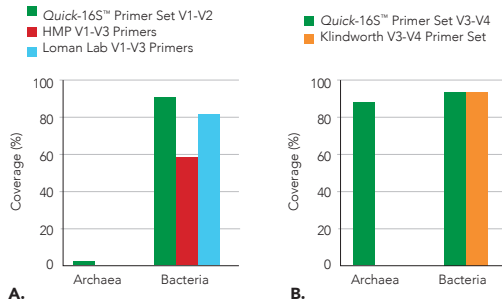 Quick-16S™ Primer Set V1-V2
HMP V1-V3 Primers
Loman Lab V1-V3 Primers
100
80
60
40
20
0
Coverage (%)
Archaea
Bacteria
A.
Quick-16S™ Primer Set V3-V4
Klindworth V3-V4 Primer Set
100
80
60
40
20
0
Coverage (%)
Archaea
Bacteria
B.